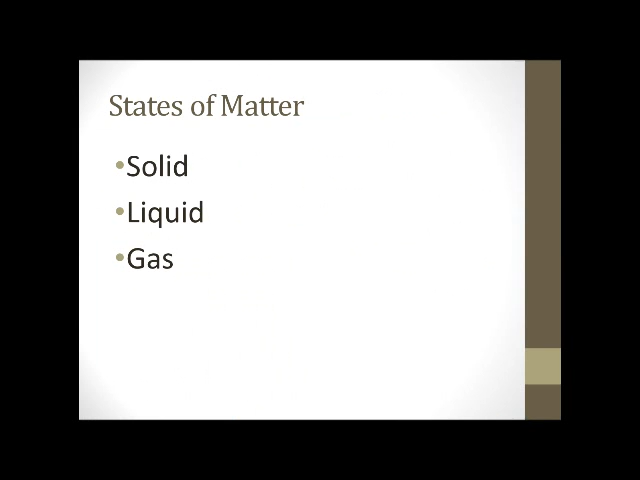 States of Matter
•Solid
•Liquid
•Gas